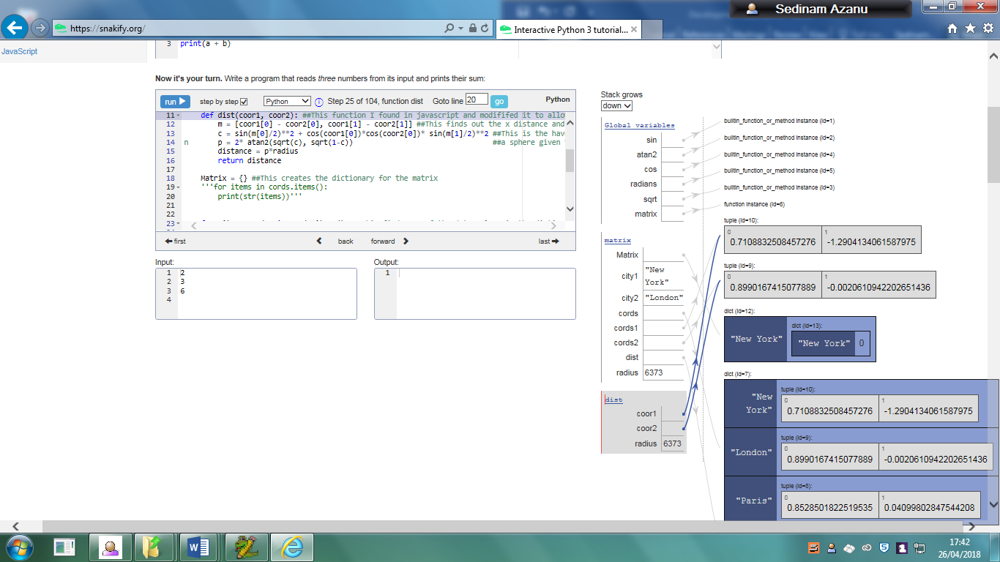 Sedinam Azanu
https://snakify.org/
Interactive Python 3 tutorial...
JavaScript
3 print(a + b)
Now it's your turn. Write a program that reads three numbers from its input and prints their sum:
run step by step Python Step 25 of 104, function dist Goto line 20 go Python
11 def dist(coor1, coor2): ##This function I found in javascript and modififed it to allo
12 m = [coor1[0] - coor2[0], coor1[1] - coor2[1]] ##This finds out the x distance and
13 c = sin(m[0]/2)**2 + cos(coor1[0])*cos(coor2[0])* sin(m[1]/2)**2 ##This is the hav
14 n p = 2* atan2(sqrt(c), sqrt(1-c)) ##a sphere given
15 distance = p*radius
16 return distance
17
18 Matrix = {} ##This creates the dictionary for the matrix
19 '''for items in cords.items():
20 print(str(items))'''
21
22
23
first back forward last
Input:
1 2
2 3
3 6
4
Output:
1
Stack grows
down
Global variables
sin
atan2
cos
radians
sqrt
matrix
matrix
Matrix
city1 "New York"
city2 "London"
cords
cords1
cords2
dist
radius 6373
dist
coor1
coor2
radius 6373
builtin_function_or_method instance (id=1)
builtin_function_or_method instance (id=2)
builtin_function_or_method instance (id=4)
builtin_function_or_method instance (id=5)
builtin_function_or_method instance (id=3)
function instance (id=6)
tuple (id=10):
0 1
0.7108832508457276 -1.2904134061587975
tuple (id=9):
0 1
0.8990167415077889 -0.0020610942202651436
dict (id=12):
dict (id=13):
"New York" "New York" 0
dict (id=7):
tuple (id=10):
"New York" 0 1
0.7108832508457276 -1.2904134061587975
tuple (id=9):
0 1
"London" 0.8990167415077889 -0.0020610942202651436
tuple (id=8):
0 1
"Paris" 0.8528501822519535 0.04099802847544208
17:42
26/04/2018